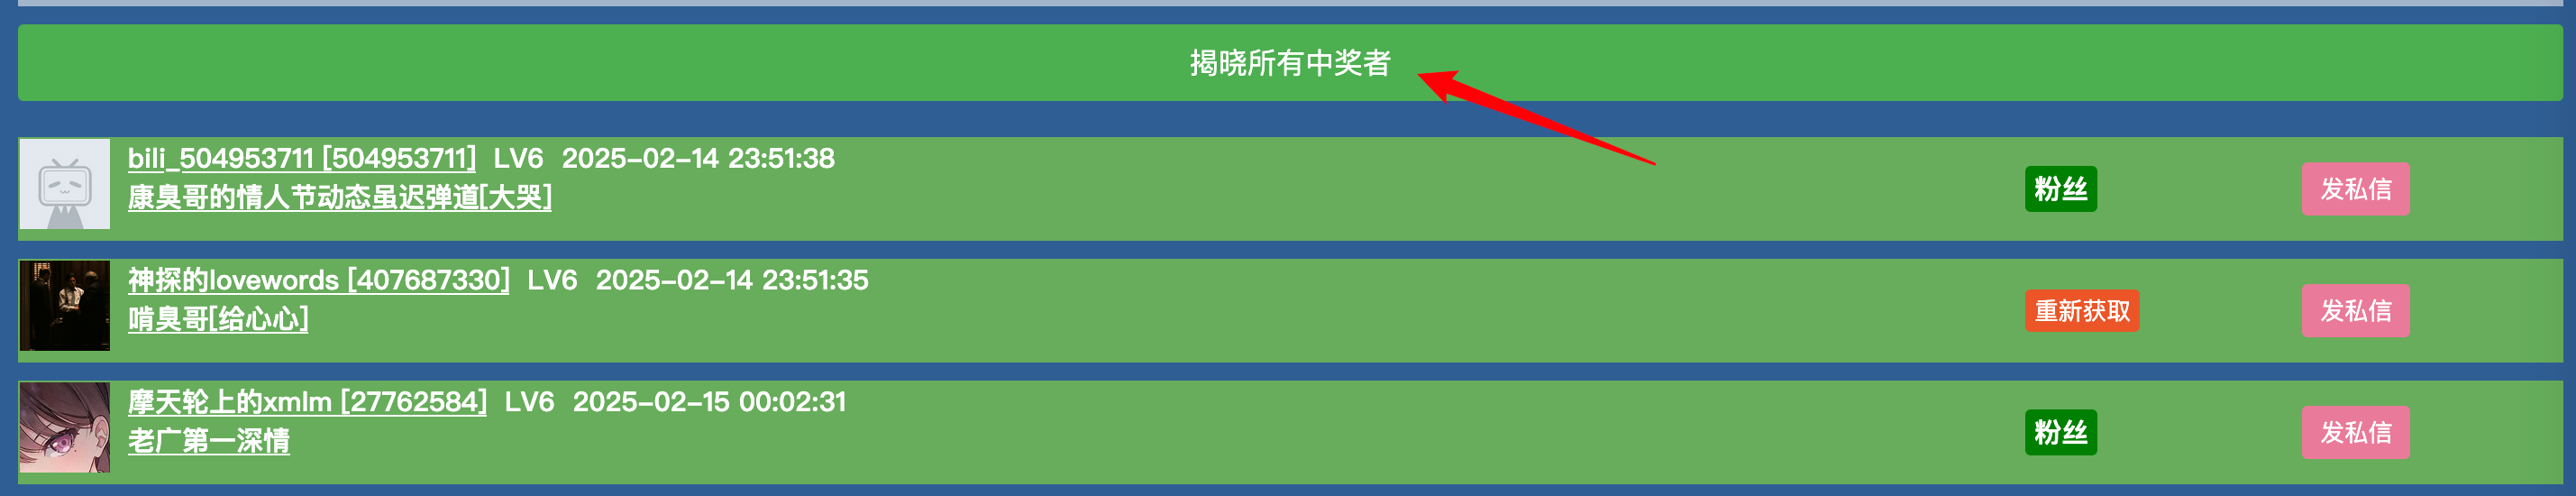 揭晓所有中奖者
bili_504953711 [504953711] LV6 2025-02-14 23:51:38
康臭哥的情人节动态虽迟弹道[大哭]
粉丝
发私信
神探的lovewords [407687330] LV6 2025-02-14 23:51:35
啃臭哥[给心心]
重新获取
发私信
摩天轮上的xmlm [27762584] LV6 2025-02-15 00:02:31
老广第一深情
粉丝
发私信